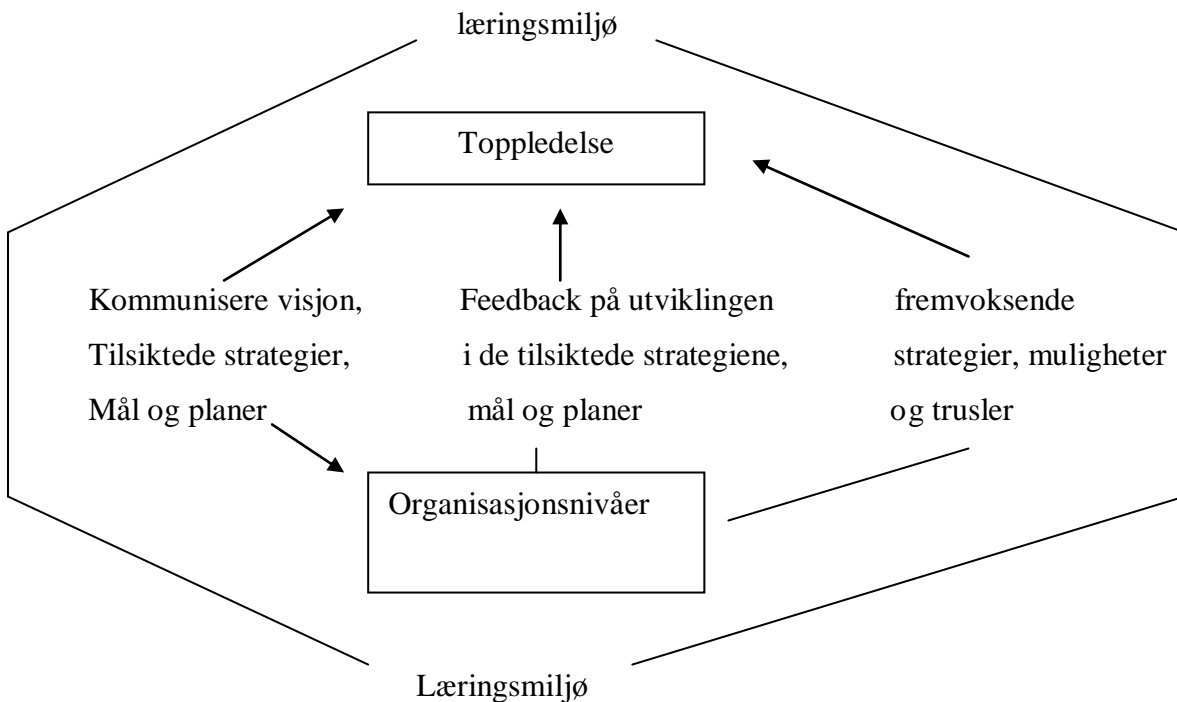 læringsmiljø
Toppledelse
Kommunisere visjon,
Tilsiktede strategier,
Mål og planer
Feedback på utviklingen
i de tilsiktede strategiene,
mål og planer
fremvoksende
strategier, muligheter
og trusler
Organisasjonsnivåer
Læringsmiljø